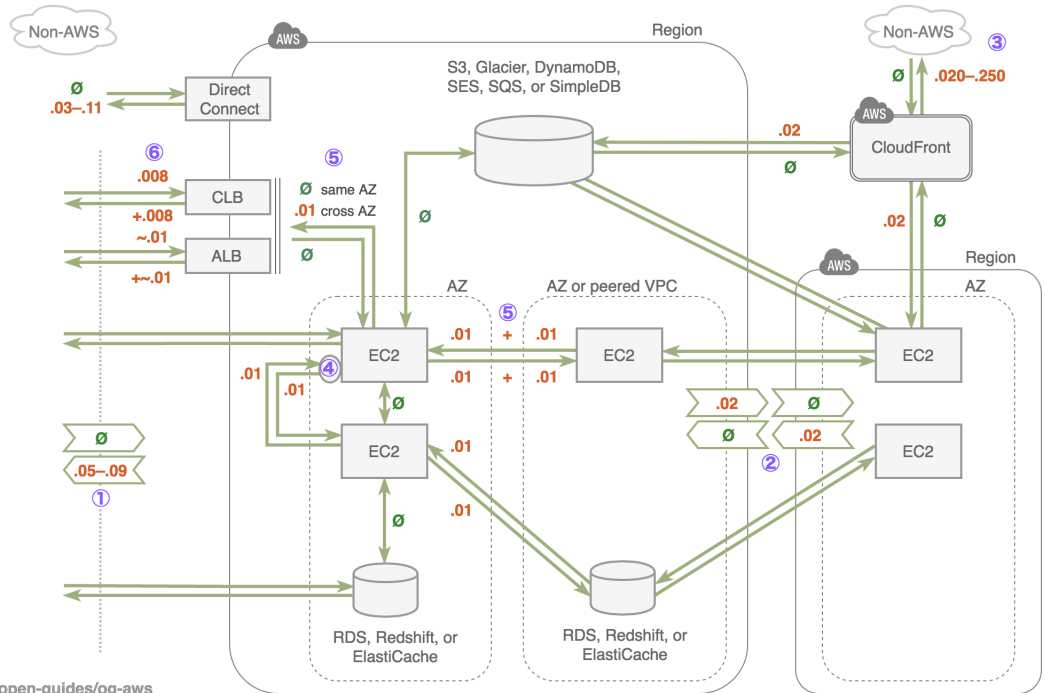 Non-AWS
Non-AWS
③
AWS
Region
Ø
.03–.11
Direct
Connect
S3, Glacier, DynamoDB,
SES, SQS, or SimpleDB
Ø
.020–.250
AWS
CloudFront
.02
Ø
⑥
⑤
.008
CLB
+.008
Ø same AZ
.01 cross AZ
~.01
ALB
+~.01
Ø
Ø
.02
Ø
AWS
Region
AZ
AZ or peered VPC
AZ
EC2
④
.01
.01
.01 + .01
⑤
.01 + .01
EC2
EC2
Ø
.02
Ø
Ø
.02
②
Ø
.05–.09
①
EC2
.01
.01
EC2
Ø
RDS, Redshift, or
ElastiCache
RDS, Redshift, or
ElastiCache
open-guides/og-aws